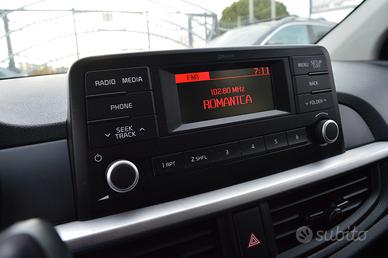 FM1 7:11
102.80 MHz
ROMANTICA
RADIO MEDIA
PHONE
SEEK
TRACK
MENU
BACK
FOLDER
1 RPT 2 SHFL 3 4 5 6
subito